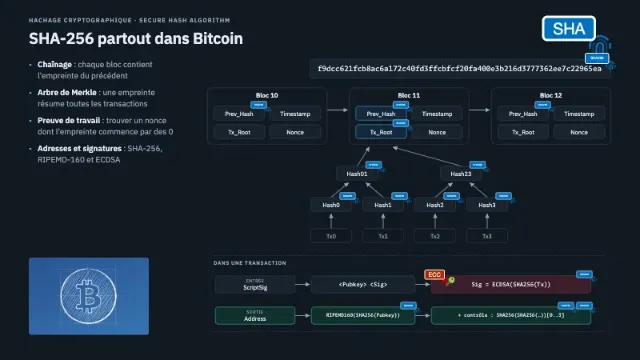 HACHAGE CRYPTOGRAPHIQUE · SECURE HASH ALGORITHM
SHA-256 partout dans Bitcoin
SHA
• Chaînage : chaque bloc contient
l'empreinte du précédent
• Arbre de Merkle : une empreinte
résume toutes les transactions
• Preuve de travail : trouver un nonce
dont l'empreinte commence par des 0
• Adresses et signatures : SHA-256,
RIPEMD-160 et ECDSA
f9dcc621fcb8ac6a172c40fd3ffcbfcf20fa400e3b216d3777362ee7c22965ea
Bloc 10 Bloc 11 Bloc 12
Prev_Hash Timestamp Prev_Hash Timestamp Prev_Hash Timestamp
Tx_Root Nonce Tx_Root Nonce Tx_Root Nonce
Hash01 Hash23
Hash0 Hash1 Hash2 Hash3
Tx0 Tx1 Tx2 Tx3
DANS UNE TRANSACTION
ENTRÉE
ScriptSig
<Pubkey> <Sig>
ECC
Sig = ECDSA(SHA256(Tx))
SORTIE
Address
RIPEMD160(SHA256(Pubkey))
+ contrôle : SHA256(SHA256(…))[0..3]